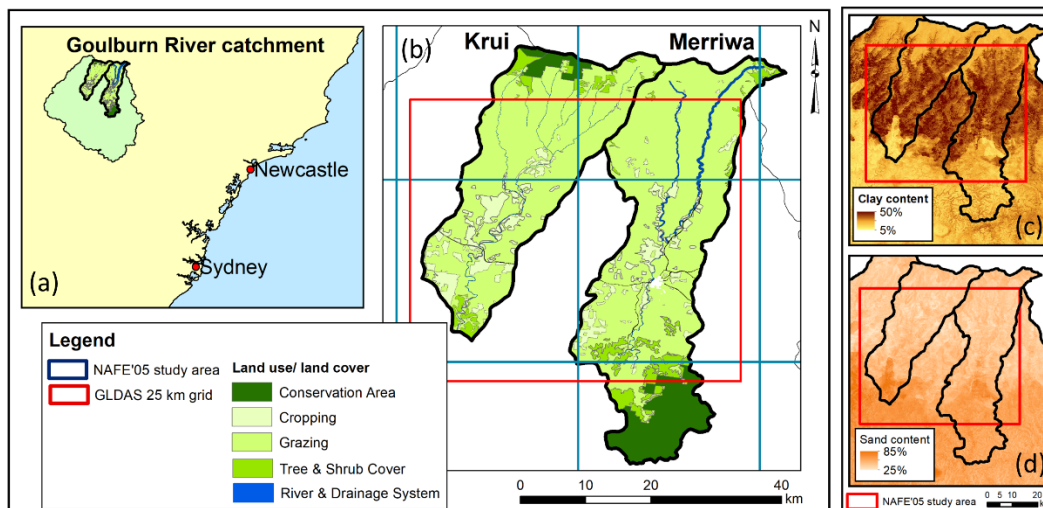 Goulburn River catchment
Newcastle
Sydney
(a)
(b)
Krui
Merriwa
N
Legend
NAFE'05 study area
GLDAS 25 km grid
Land use/ land cover
Conservation Area
Cropping
Grazing
Tree & Shrub Cover
River & Drainage System
0 10 20 40
km
Clay content
50%
5%
(c)
Sand content
85%
25%
(d)
NAFE'05 study area
0 5 10 20